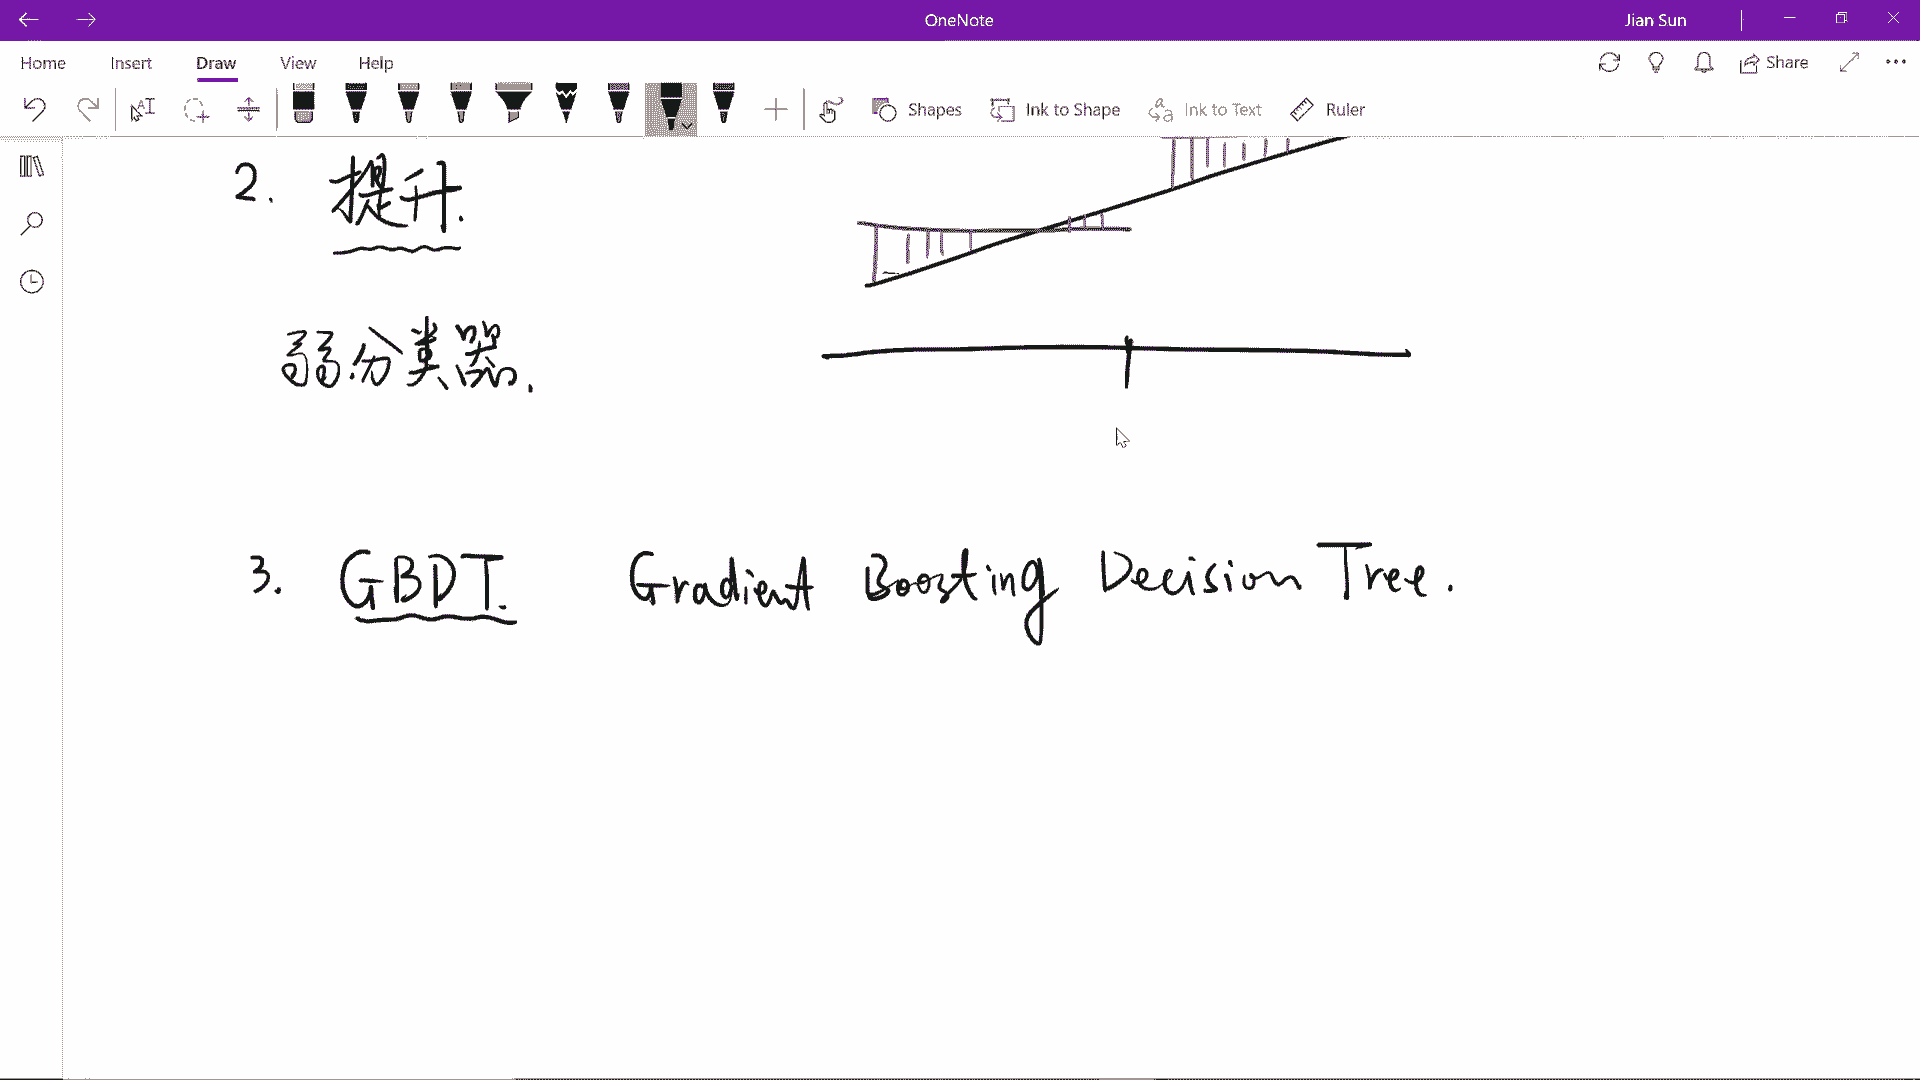 OneNote
Jian Sun
Home Insert Draw View Help
Share
Shapes Ink to Shape Ink to Text Ruler
2. 提升.
弱分类器.
3. GBDT. Gradient Boosting Decision Tree.